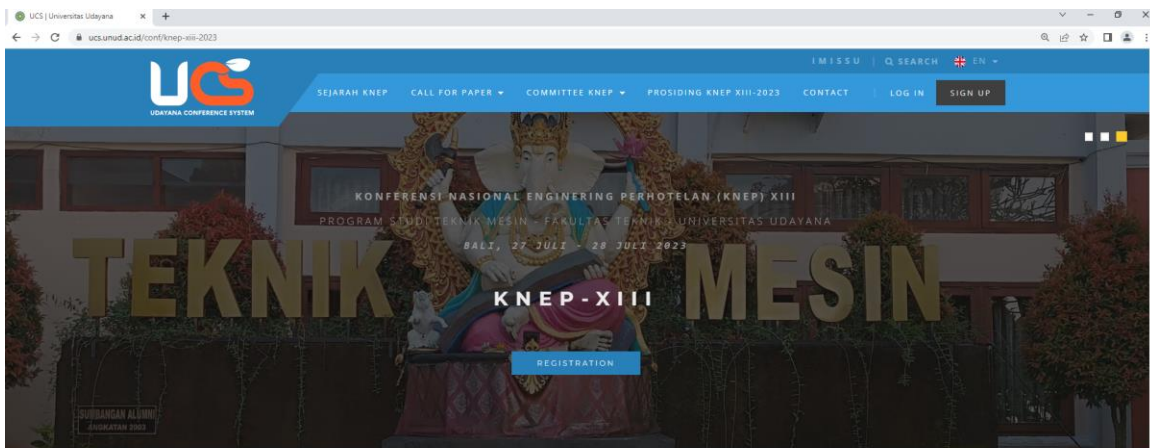 UCS | Universitas Udayana
ucs.unud.ac.id/conf/knep-xiii-2023
IMISSU | SEARCH EN
UCS
UDAYANA CONFERENCE SYSTEM
SEJARAH KNEP CALL FOR PAPER COMMITTEE KNEP PROSIDING KNEP XIII-2023 CONTACT LOG IN SIGN UP
KONFERENSI NASIONAL ENGINERING PERHOTELAN (KNEP) XIII
PROGRAM STUDI TEKNIK MESIN - FAKULTAS TEKNIK - UNIVERSITAS UDAYANA
BALI, 27 JULI - 28 JULI 2023
TEKNIK MESIN
KNEP-XIII
REGISTRATION
SUMBANGAN ALUMNI
ANGKATAN 2003